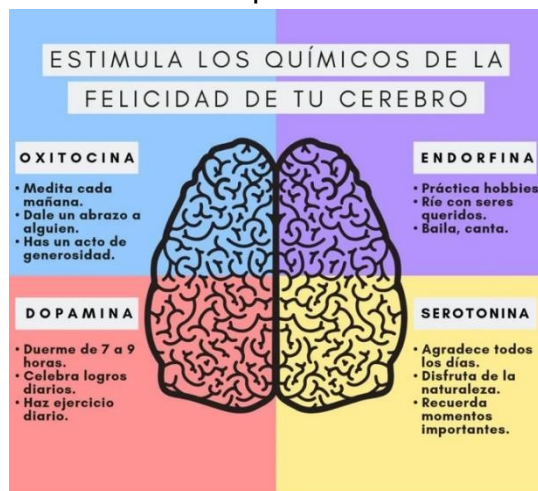 ESTIMULA LOS QUÍMICOS DE LA
FELICIDAD DE TU CEREBRO
OXITOCINA
• Medita cada
mañana.
• Dale un abrazo a
alguien.
• Has un acto de
generosidad.
ENDORFINA
• Práctica hobbies
• Ríe con seres
queridos.
• Baila, canta.
DOPAMINA
• Duerme de 7 a 9
horas.
• Celebra logros
diarios.
• Haz ejercicio
diario.
SEROTONINA
• Agradece todos
los días.
• Disfruta de la
naturaleza.
• Recuerda
momentos
importantes.